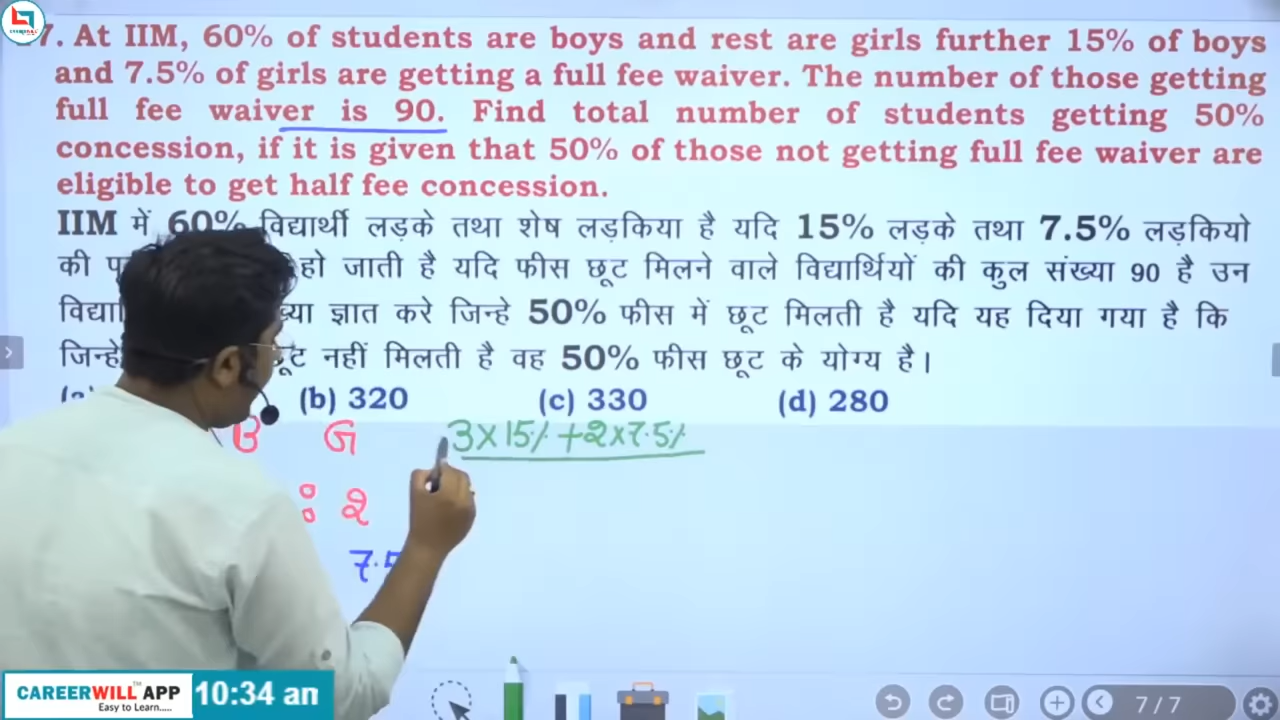 7. At IIM, 60% of students are boys and rest are girls further 15% of boys
and 7.5% of girls are getting a full fee waiver. The number of those getting
full fee waiver is 90. Find total number of students getting 50%
concession, if it is given that 50% of those not getting full fee waiver are
eligible to get half fee concession.
IIM में 60% विद्यार्थी लड़के तथा शेष लड़किया है यदि 15% लड़के तथा 7.5% लड़कियो
की हो जाती है यदि फीस छूट मिलने वाले विद्यार्थियों की कुल संख्या 90 है उन
ज्ञात करे जिन्हे 50% फीस में छूट मिलती है यदि यह दिया गया है कि
जिन्हे नहीं मिलती है वह 50% फीस छूट के योग्य है।
(b) 320 (c) 330 (d) 280
B G 3×15% + 2×7.5%
: 2
7.5
CAREERWILL APP
Easy to Learn.....
10:34 an
7 / 7